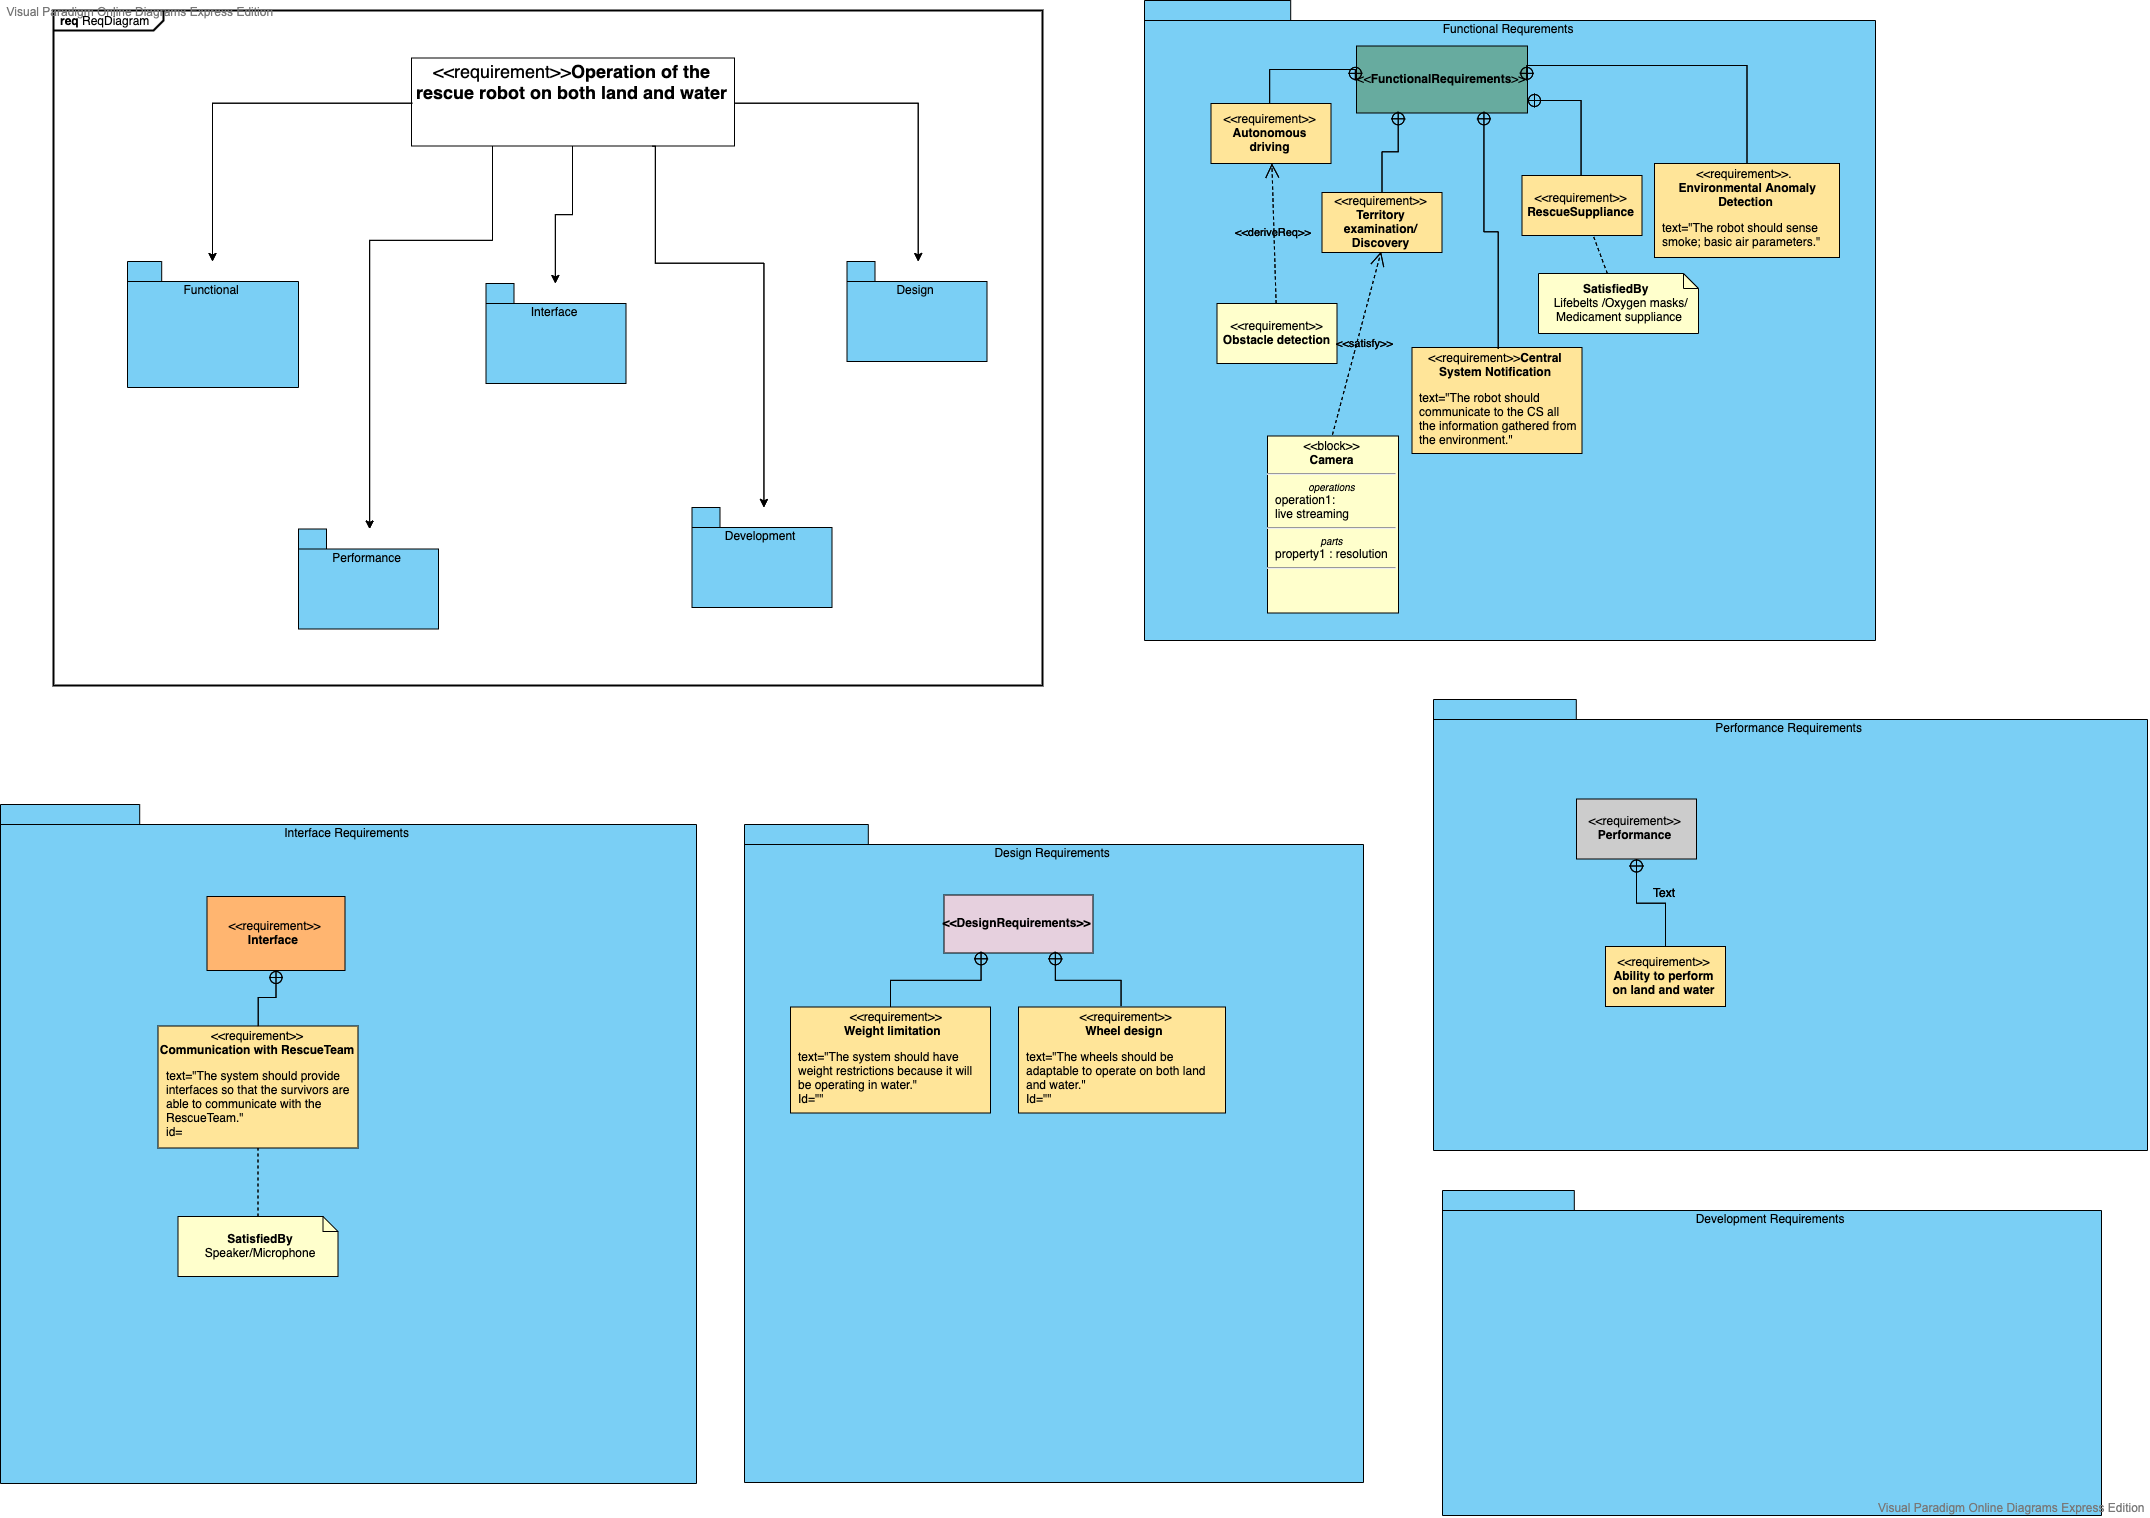 Visual Paradigm Online Diagrams Express Edition
req ReqDiagram
<<requirement>>Operation of the
rescue robot on both land and water
Functional
Interface
Design
Performance
Development
Functional Requrements
<<FunctionalRequirements>>
<<requirement>>
Autonomous
driving
<<requirement>>
Territory
examination/
Discovery
<<requirement>>
RescueSuppliance
<<requirement>>.
Environmental Anomaly
Detection
text="The robot should sense
smoke; basic air parameters."
<<deriveReq>>
SatisfiedBy
Lifebelts /Oxygen masks/
Medicament suppliance
<<requirement>>
Obstacle detection
<<satisfy>>
<<requirement>>Central
System Notification
text="The robot should
communicate to the CS all
the information gathered from
the environment."
<<block>>
Camera
operations
operation1:
live streaming
parts
property1 : resolution
Performance Requirements
<<requirement>>
Performance
Text
<<requirement>>
Ability to perform
on land and water
Interface Requirements
<<requirement>>
Interface
<<requirement>>
Communication with RescueTeam
text="The system should provide
interfaces so that the survivors are
able to communicate with the
RescueTeam."
id=
SatisfiedBy
Speaker/Microphone
Design Requirements
<<DesignRequirements>>
<<requirement>>
Weight limitation
text="The system should have
weight restrictions because it will
be operating in water."
Id=""
<<requirement>>
Wheel design
text="The wheels should be
adaptable to operate on both land
and water."
Id=""
Development Requirements
Visual Paradigm Online Diagrams Express Edition